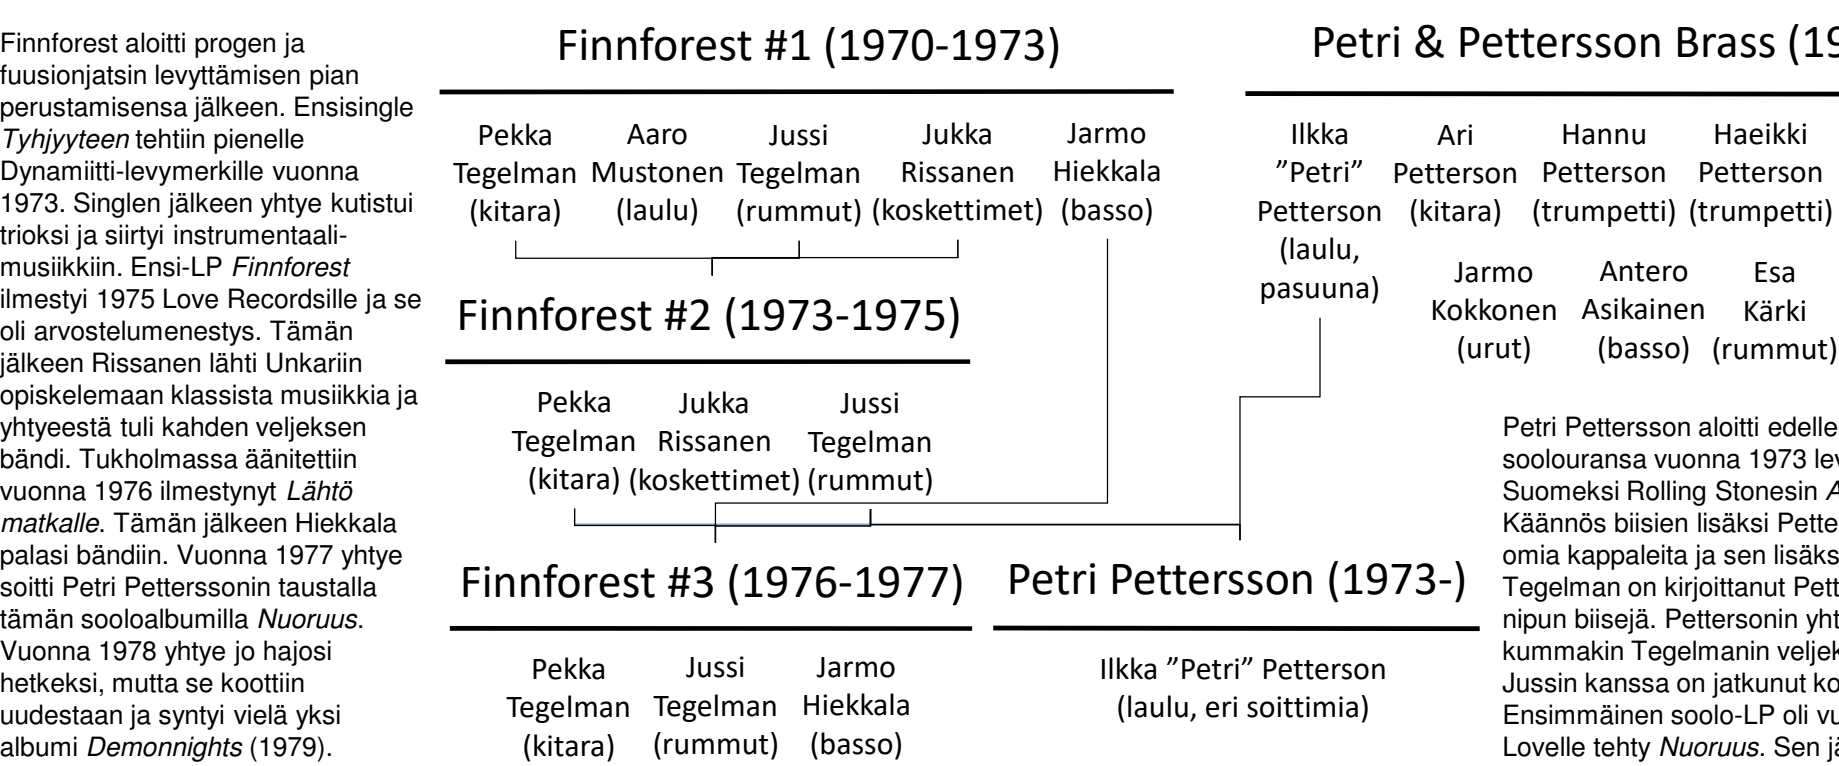 Finnforest aloitti progen ja
fuusionjatsin levyttämisen pian
perustamisensa jälkeen. Ensisingle
Tyhjyyteen tehtiin pienelle
Dynamiitti-levymerkille vuonna
1973. Singlen jälkeen yhtye kutistui
trioksi ja siirtyi instrumentaali-
musiikkiin. Ensi-LP Finnforest
ilmestyi 1975 Love Recordsille ja se
oli arvostelumenestys. Tämän
jälkeen Rissanen lähti Unkariin
opiskelemaan klassista musiikkia ja
yhtyeestä tuli kahden veljeksen
bändi. Tukholmassa äänitettiin
vuonna 1976 ilmestynyt Lähtö
matkalle. Tämän jälkeen Hiekkala
palasi bändiin. Vuonna 1977 yhtye
soitti Petri Petterssonin taustalla
tämän sooloalbumilla Nuoruus.
Vuonna 1978 yhtye jo hajosi
hetkeksi, mutta se koottiin
uudestaan ja syntyi vielä yksi
albumi Demonnights (1979).
Finnforest #1 (1970-1973)
Pekka Aaro Jussi Jukka Jarmo
Tegelman Mustonen Tegelman Rissanen Hiekkala
(kitara) (laulu) (rummut) (koskettimet) (basso)
Finnforest #2 (1973-1975)
Pekka Jukka Jussi
Tegelman Rissanen Tegelman
(kitara) (koskettimet) (rummut)
Finnforest #3 (1976-1977)
Pekka Jussi Jarmo
Tegelman Tegelman Hiekkala
(kitara) (rummut) (basso)
Petri & Pettersson Brass (19
Ilkka Ari Hannu Haeikki
"Petri" Petterson Petterson Petterson
Petterson (kitara) (trumpetti) (trumpetti)
(laulu,
pasuuna)
Jarmo Antero Esa
Kokkonen Asikainen Kärki
(urut) (basso) (rummut)
Petri Pettersson (1973-)
Ilkka "Petri" Petterson
(laulu, eri soittimia)
Petri Pettersson aloitti
soolouransa vuonna 1973
Suomeksi Rolling Stonesin
Käännös biisien lisäksi
omia kappaleita ja sen
Tegelman on kirjoittanut
nipun biisejä. Pettersonin
kummakin Tegelmanin
Jussin kanssa on jatkunut
Ensimmäinen soolo-LP oli
Lovelle tehty Nuoruus. Sen